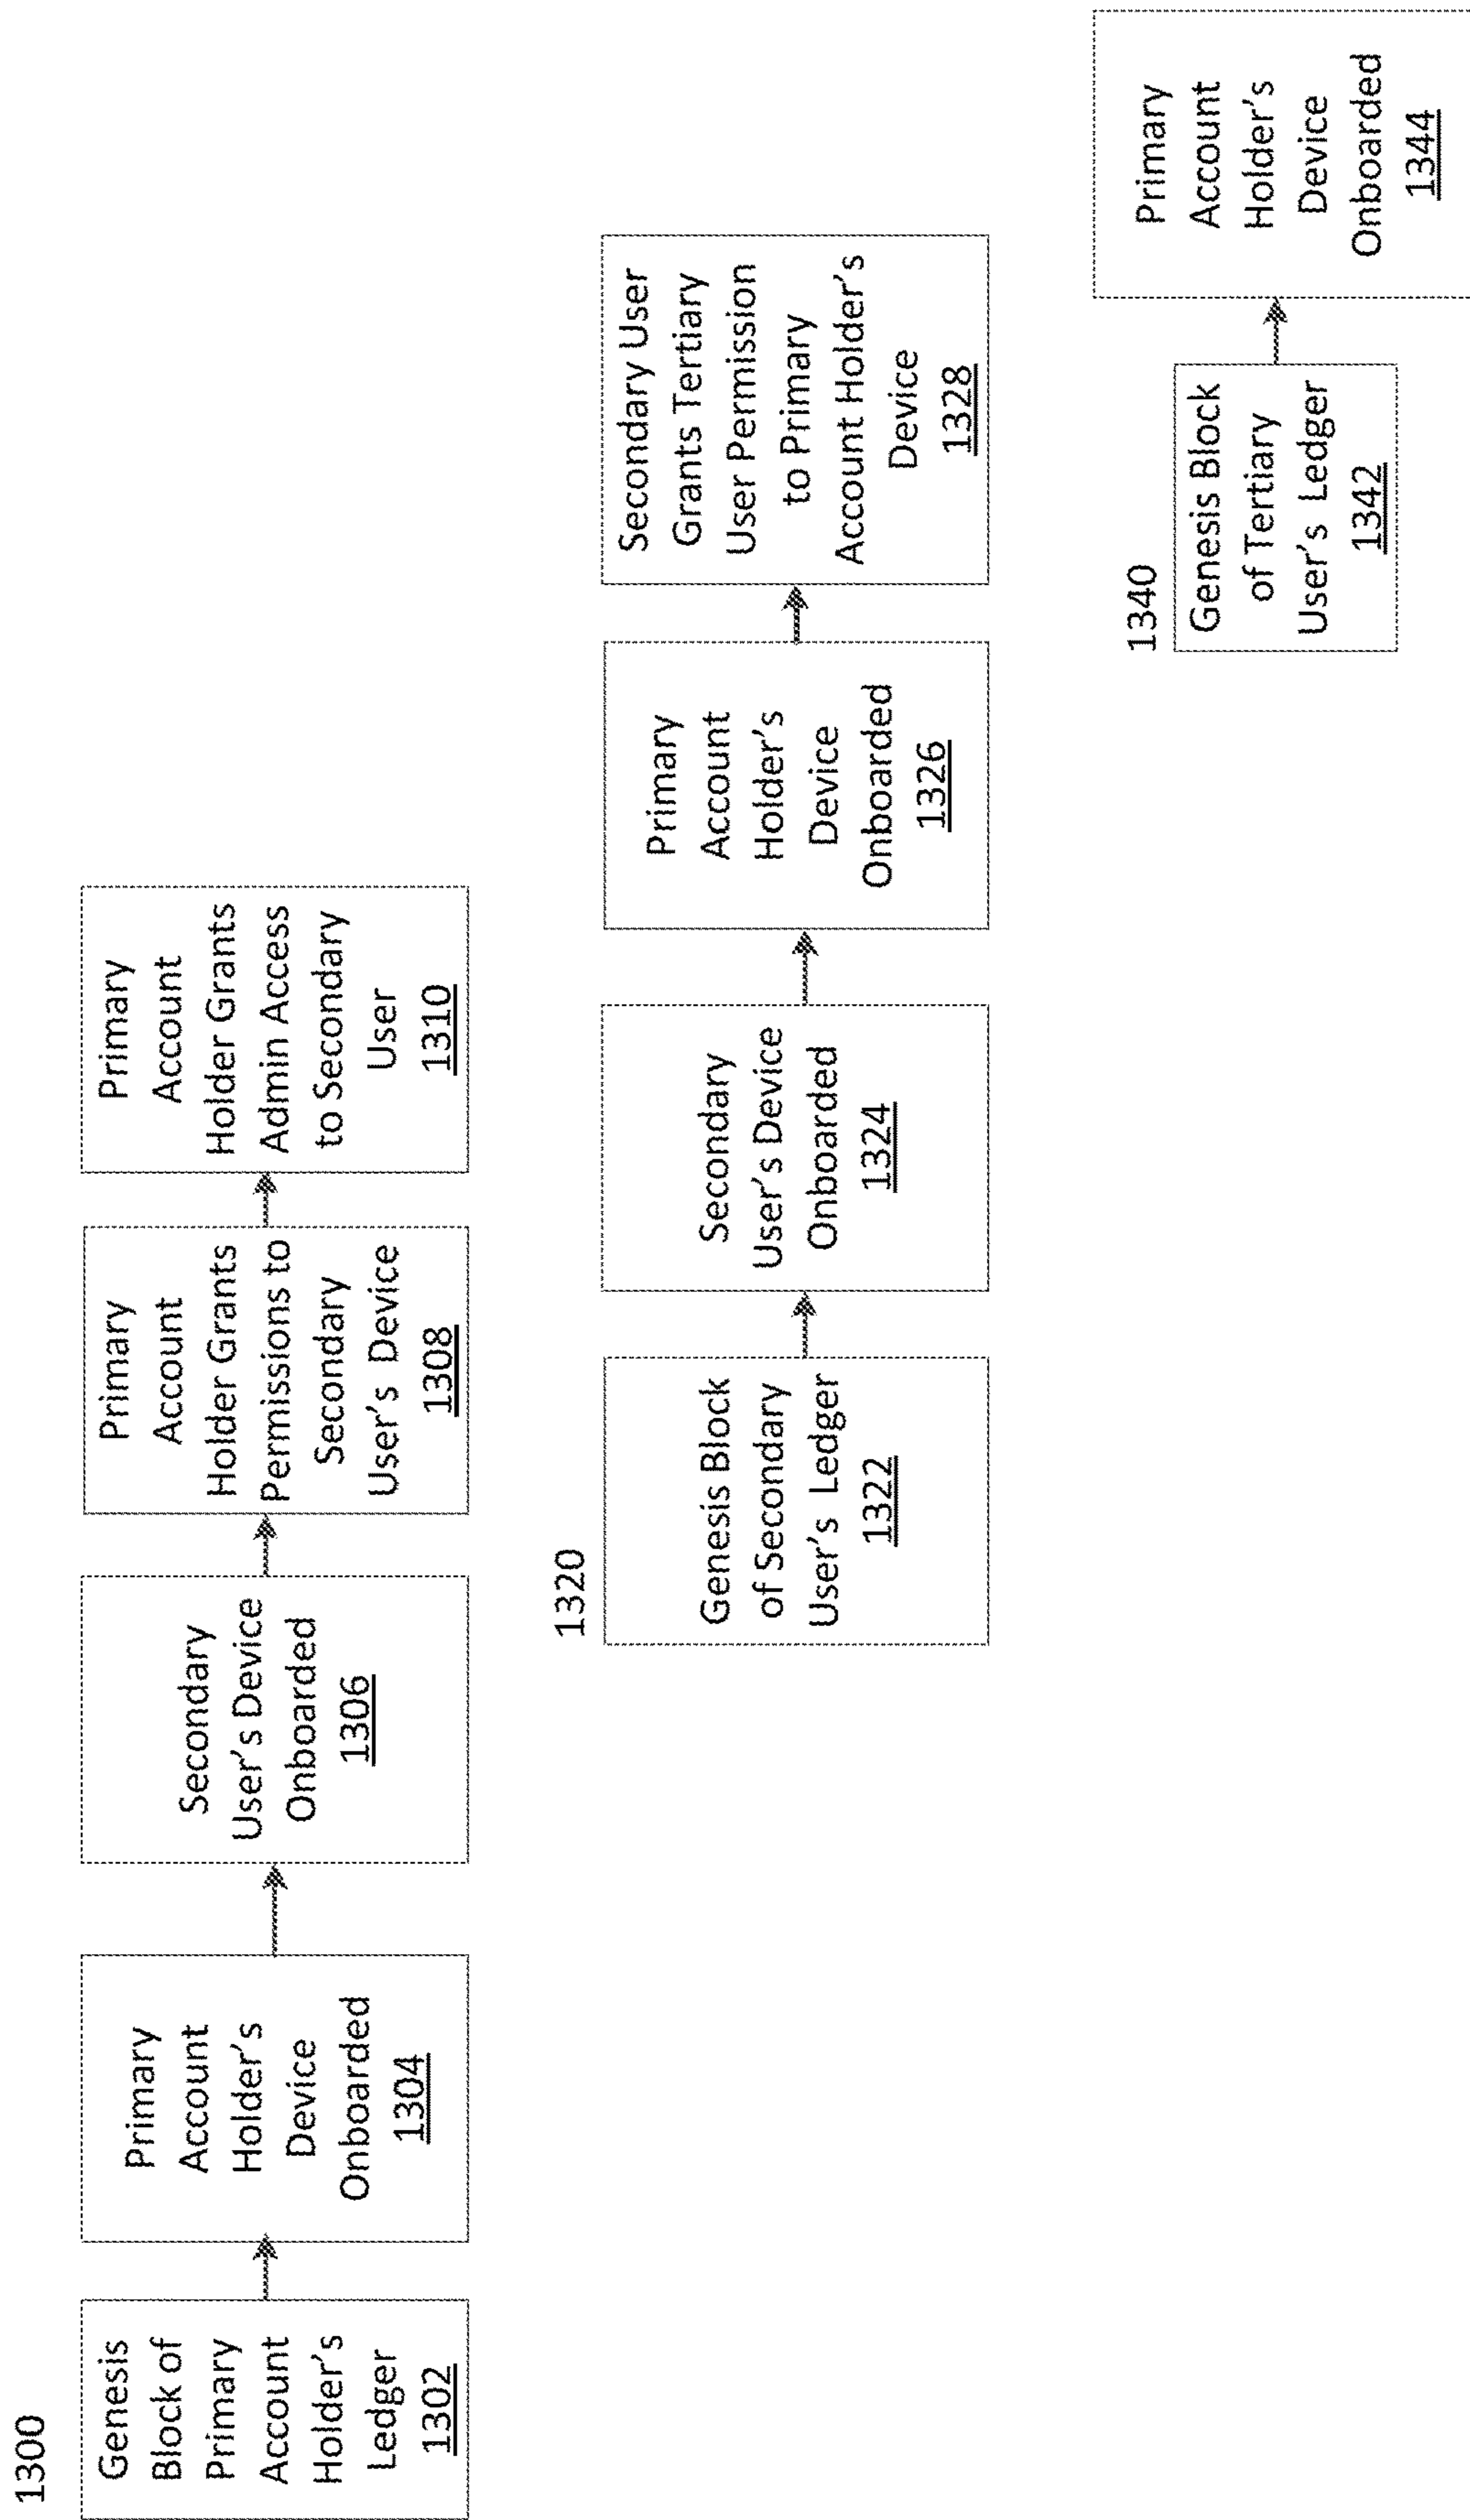 1300
Genesis
Block of
Primary
Account
Holder's
Ledger
1302
Primary
Account
Holder's
Device
Onboarded
1304
Secondary
User's Device
Onboarded
1306
Primary
Account
Holder Grants
Permissions to
Secondary
User's Device
1308
Primary
Account
Holder Grants
Admin Access
to Secondary
User
1310
1320
Genesis Block
of Secondary
User's Ledger
1322
Secondary
User's Device
Onboarded
1324
Primary
Account
Holder's
Device
Onboarded
1326
Secondary User
Grants Tertiary
User Permission
to Primary
Account Holder's
Device
1328
1340
Genesis Block
of Tertiary
User's Ledger
1342
Primary
Account
Holder's
Device
Onboarded
1344